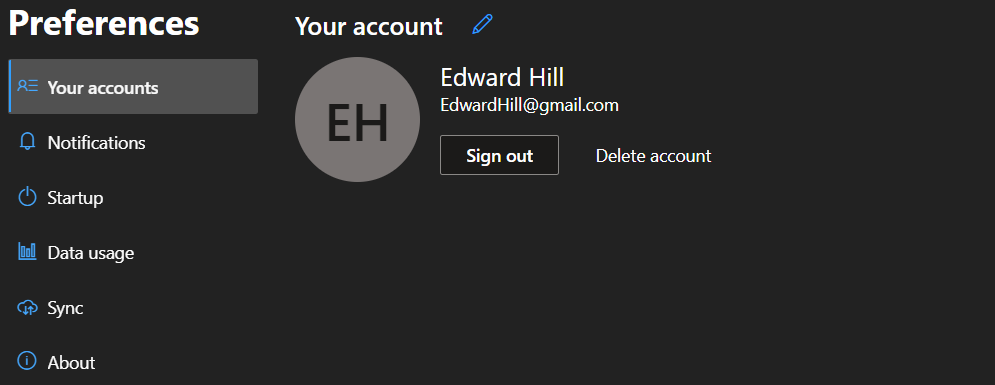 Preferences
Your accounts
Notifications
Startup
Data usage
Sync
About
Your account
EH
Edward Hill
EdwardHill@gmail.com
Sign out
Delete account